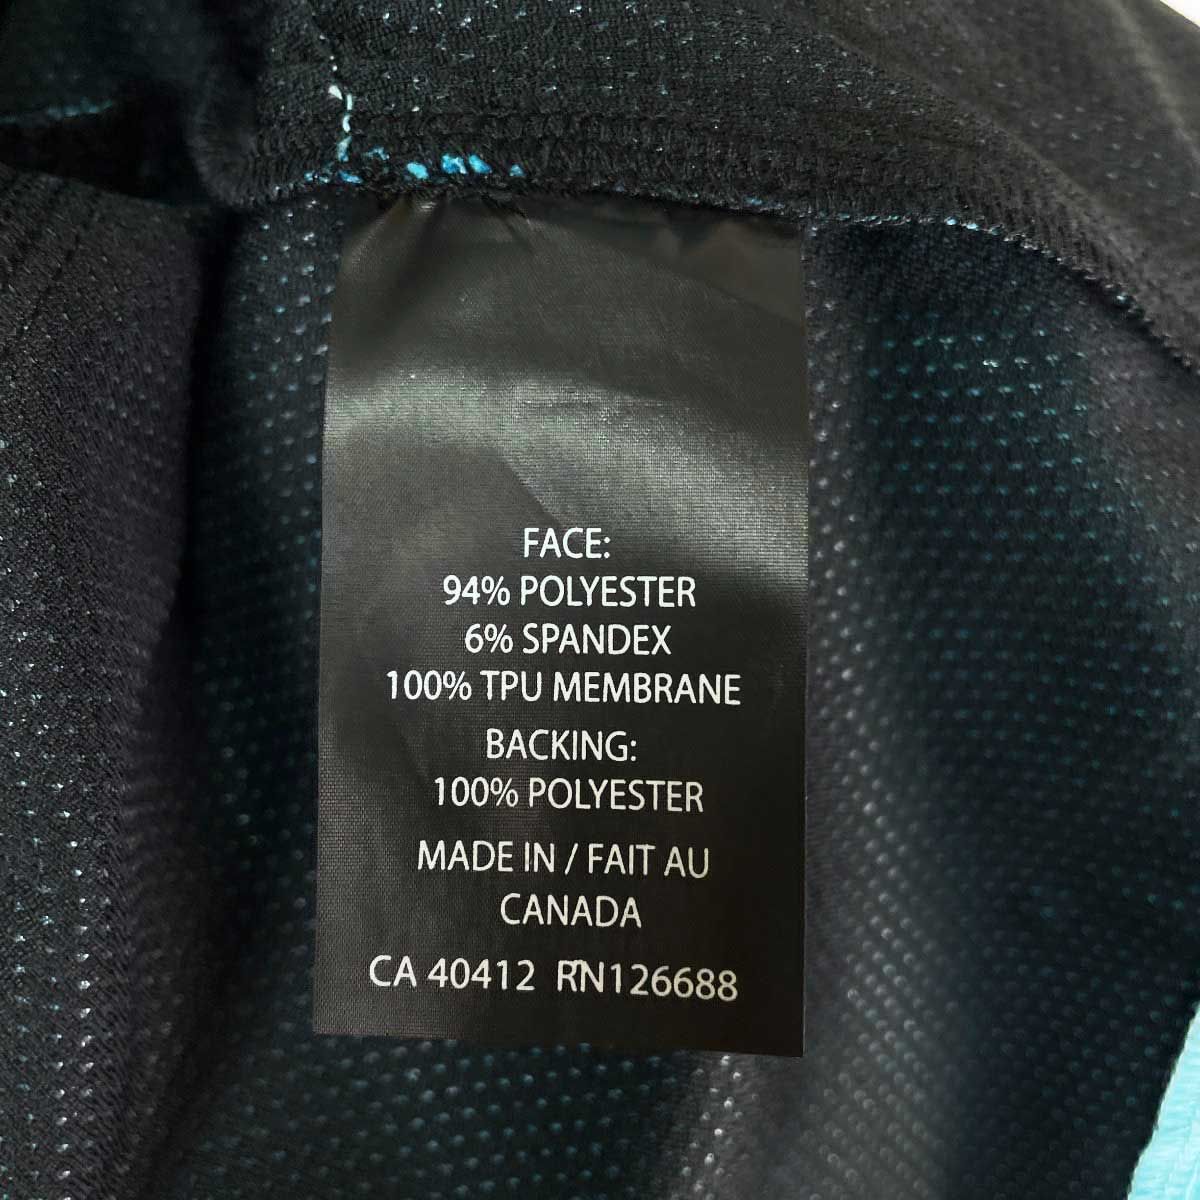 FACE:
94% POLYESTER
6% SPANDEX
100% TPU MEMBRANE
BACKING:
100% POLYESTER
MADE IN / FAIT AU
CANADA
CA 40412 RN126688